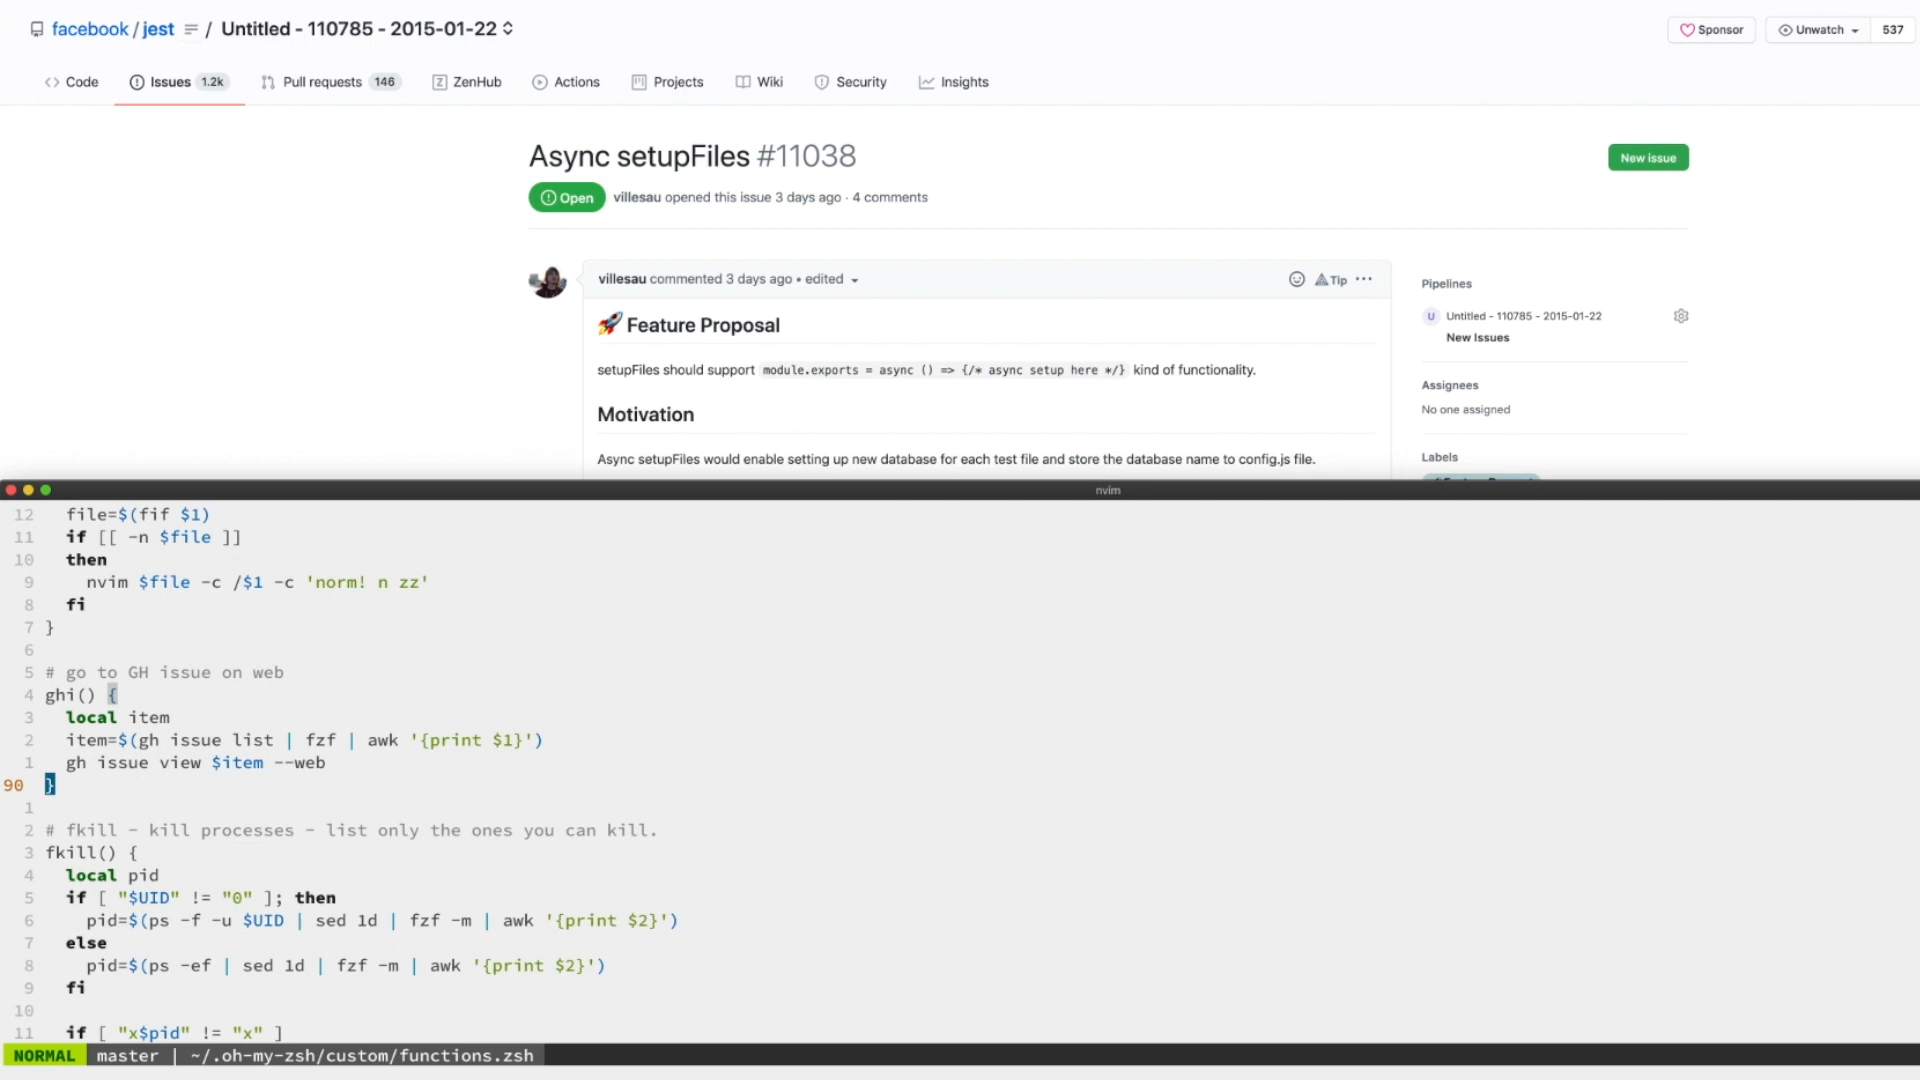 facebook / jest / Untitled - 110785 - 2015-01-22
Sponsor
Unwatch
537
Code
Issues 1.2k
Pull requests 146
ZenHub
Actions
Projects
Wiki
Security
Insights
Async setupFiles #11038
New issue
Open villesau opened this issue 3 days ago · 4 comments
villesau commented 3 days ago • edited
Tip
🚀 Feature Proposal
setupFiles should support module.exports = async () => {/* async setup here */} kind of functionality.
Motivation
Async setupFiles would enable setting up new database for each test file and store the database name to config.js file.
Pipelines
U Untitled - 110785 - 2015-01-22
New Issues
Assignees
No one assigned
Labels
nvim
12 file=$(fif $1)
11 if [[ -n $file ]]
10 then
9 nvim $file -c /$1 -c 'norm! n zz'
8 fi
7 }
6
5 # go to GH issue on web
4 ghi() {
3 local item
2 item=$(gh issue list | fzf | awk '{print $1}')
1 gh issue view $item --web
90 }
1
2 # fkill - kill processes - list only the ones you can kill.
3 fkill() {
4 local pid
5 if [ "$UID" != "0" ]; then
6 pid=$(ps -f -u $UID | sed 1d | fzf -m | awk '{print $2}')
7 else
8 pid=$(ps -ef | sed 1d | fzf -m | awk '{print $2}')
9 fi
10
11 if [ "x$pid" != "x" ]
NORMAL master | ~/.oh-my-zsh/custom/functions.zsh